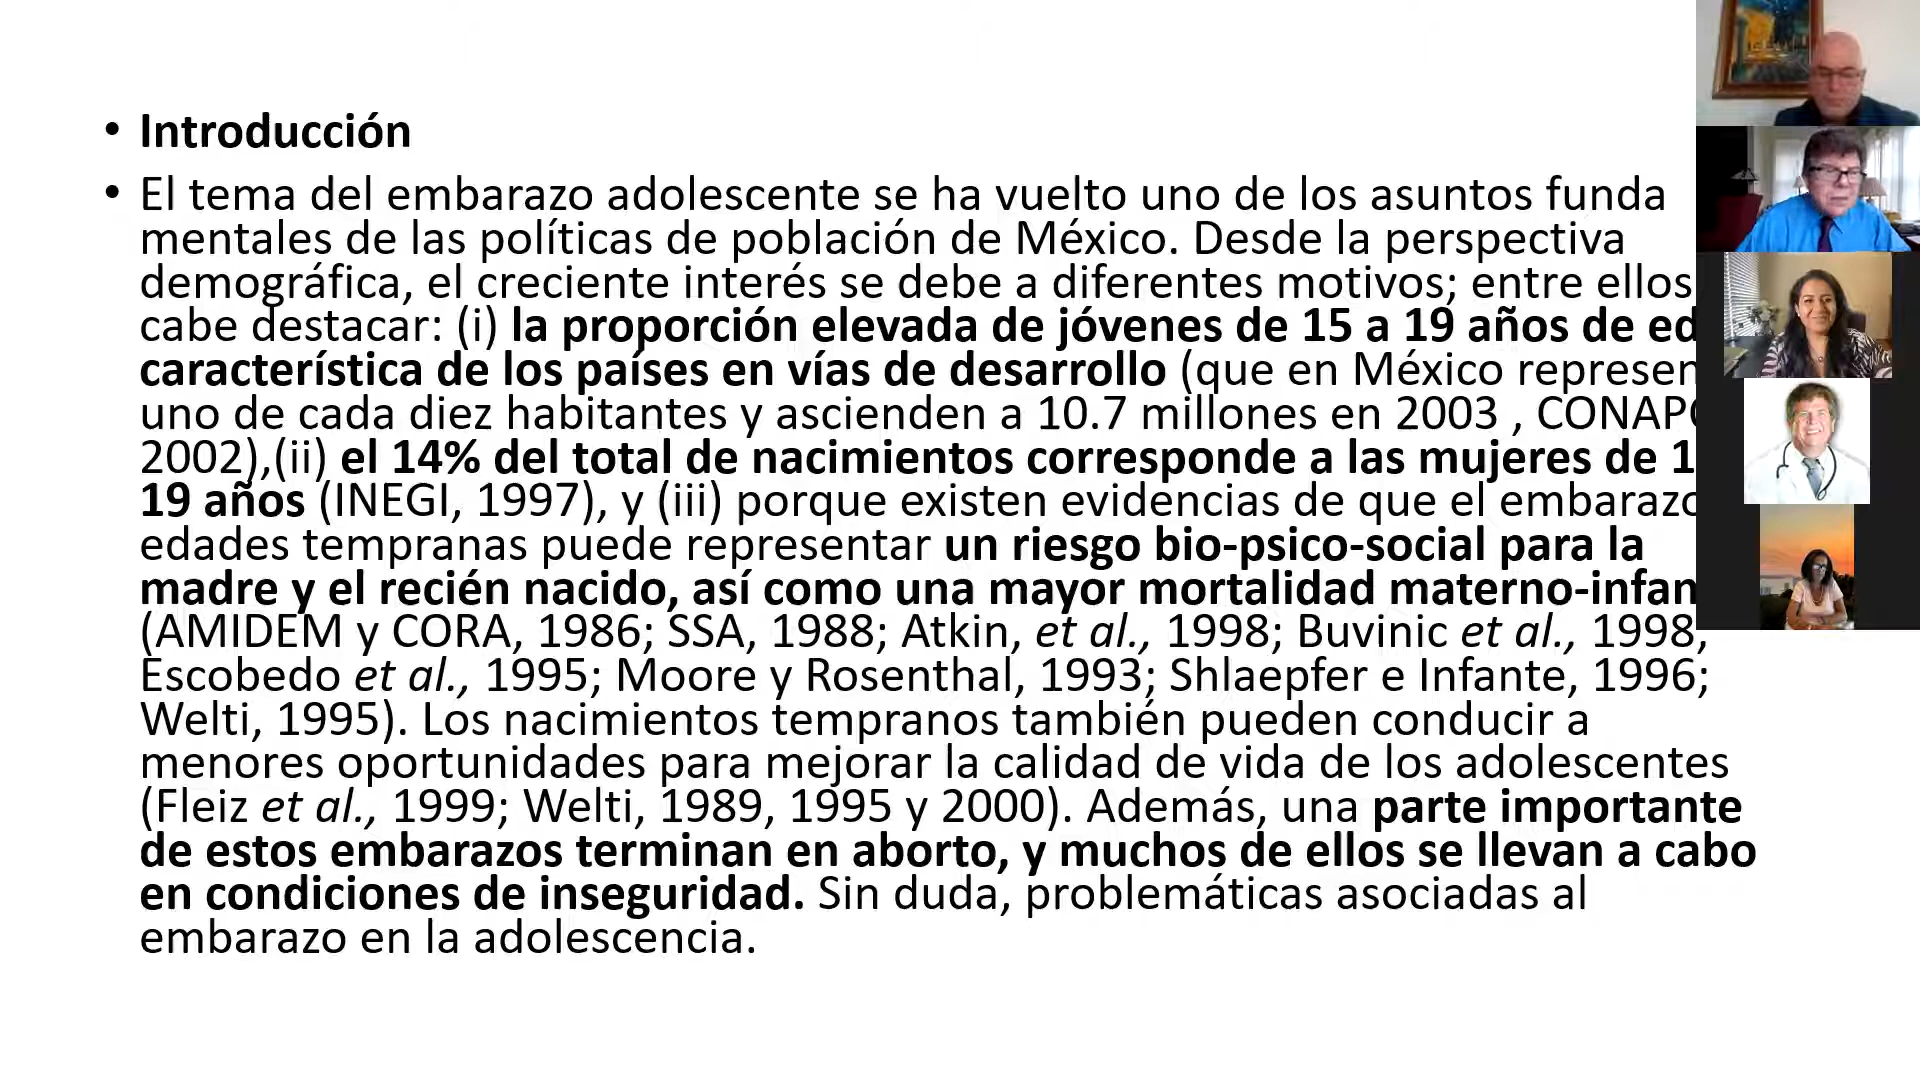 • Introducción
• El tema del embarazo adolescente se ha vuelto uno de los asuntos funda
mentales de las políticas de población de México. Desde la perspectiva
demográfica, el creciente interés se debe a diferentes motivos; entre ellos
cabe destacar: (i) la proporción elevada de jóvenes de 15 a 19 años de
característica de los países en vías de desarrollo (que en México
uno de cada diez habitantes y ascienden a 10.7 millones en 2003 ,
2002),(ii) el 14% del total de nacimientos corresponde a las mujeres de
19 años (INEGI, 1997), y (iii) porque existen evidencias de que el embarazo
edades tempranas puede representar un riesgo bio-psico-social para la
madre y el recién nacido, así como una mayor mortalidad
(AMIDEM y CORA, 1986; SSA, 1988; Atkin, et al., 1998; Buvinic et al., 1998,
Escobedo et al., 1995; Moore y Rosenthal, 1993; Shlaepfer e Infante, 1996;
Welti, 1995). Los nacimientos tempranos también pueden conducir a
menores oportunidades para mejorar la calidad de vida de los adolescentes
(Fleiz et al., 1999; Welti, 1989, 1995 y 2000). Además, una parte importante
de estos embarazos terminan en aborto, y muchos de ellos se llevan a cabo
en condiciones de inseguridad. Sin duda, problemáticas asociadas al
embarazo en la adolescencia.